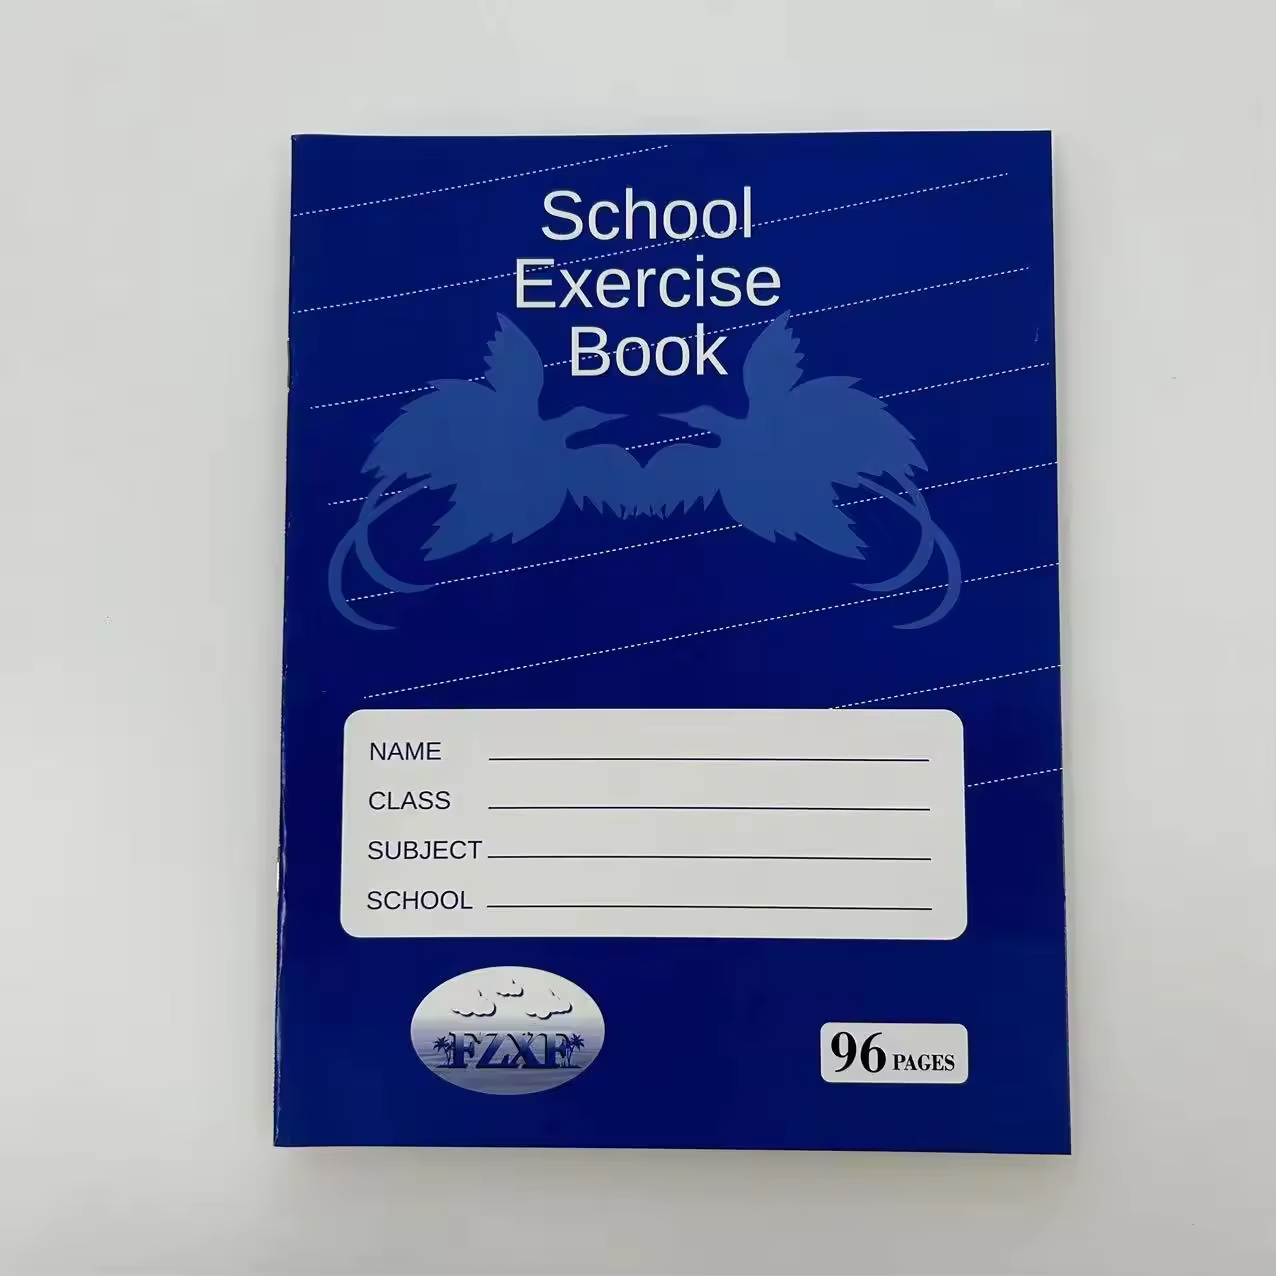 School
Exercise
Book
NAME
CLASS
SUBJECT
SCHOOL
FZXF
96 PAGES